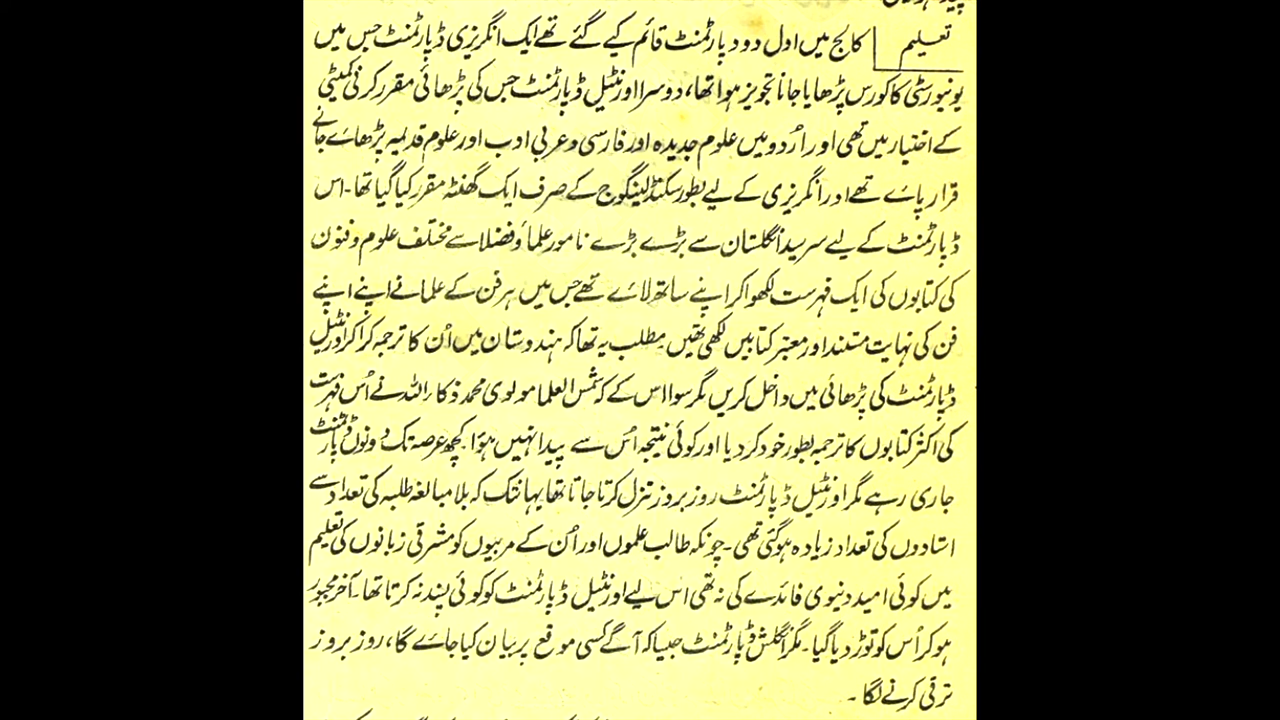 تعلیم
کالج میں اول دو ڈپارٹمنٹ قائم کیے گئے تھے ایک انگریزی ڈپارٹمنٹ جس میں
یونیورسٹی کا کورس پڑھایا جانا تجویز ہوا تھا، دوسرا اورنٹیل ڈپارٹمنٹ جس کی پڑھائی مقرر کرنی کمیٹی
کے اختیار میں تھی اور اُردو میں علوم جدیدہ اور فارسی و عربی ادب اور علوم قدیمہ پڑھائے جانے
قرار پائے تھے اور انگریزی کے لیے بطور سکنڈ لینگوج کے صرف ایک گھنٹہ مقرر کیا گیا تھا۔ اس
ڈپارٹمنٹ کے لیے سرسید انگلستان سے بڑے بڑے نامور علما و فضلا سے مختلف علوم و فنون
کی کتابوں کی ایک فہرست لکھوا کر اپنے ساتھ لائے تھے جس میں ہر فن کے علما نے اپنے اپنے
فن کی نہایت مستند اور معتبر کتابیں لکھی تھیں مطلب یہ تھا کہ ہندوستان میں اُن کا ترجمہ کرا کر اورنٹیل
ڈپارٹمنٹ کی پڑھائی میں داخل کریں مگر سوا اس کے کہ شمس العلما مولوی محمد ذکاء اللہ نے اُس فہرست
کی اکثر کتابوں کا ترجمہ بطور خود کر دیا اور کوئی نتیجہ اُس سے پیدا نہیں ہؤا کچھ عرصہ تک دونوں ڈپارٹمنٹ
جاری رہے مگر اورنٹیل ڈپارٹمنٹ روز بروز تنزل کرتا جاتا تھا یہانتک کہ بلا مبالغہ طلبہ کی تعداد سے
استادوں کی تعداد زیادہ ہو گئی تھی۔ چونکہ طالب علموں اور اُن کے مربیوں کو مشرقی زبانوں کی تعلیم
میں کوئی امید دنیوی فائدے کی نہ تھی اس لیے اورنٹیل ڈپارٹمنٹ کو کوئی پسند نہ کرتا تھا۔ آخر مجبور
ہو کر اُس کو توڑ دیا گیا۔ مگر انگلش ڈپارٹمنٹ جیسا کہ آگے کسی موقع پر بیان کیا جائے گا، روز بروز
ترقی کرنے لگا۔